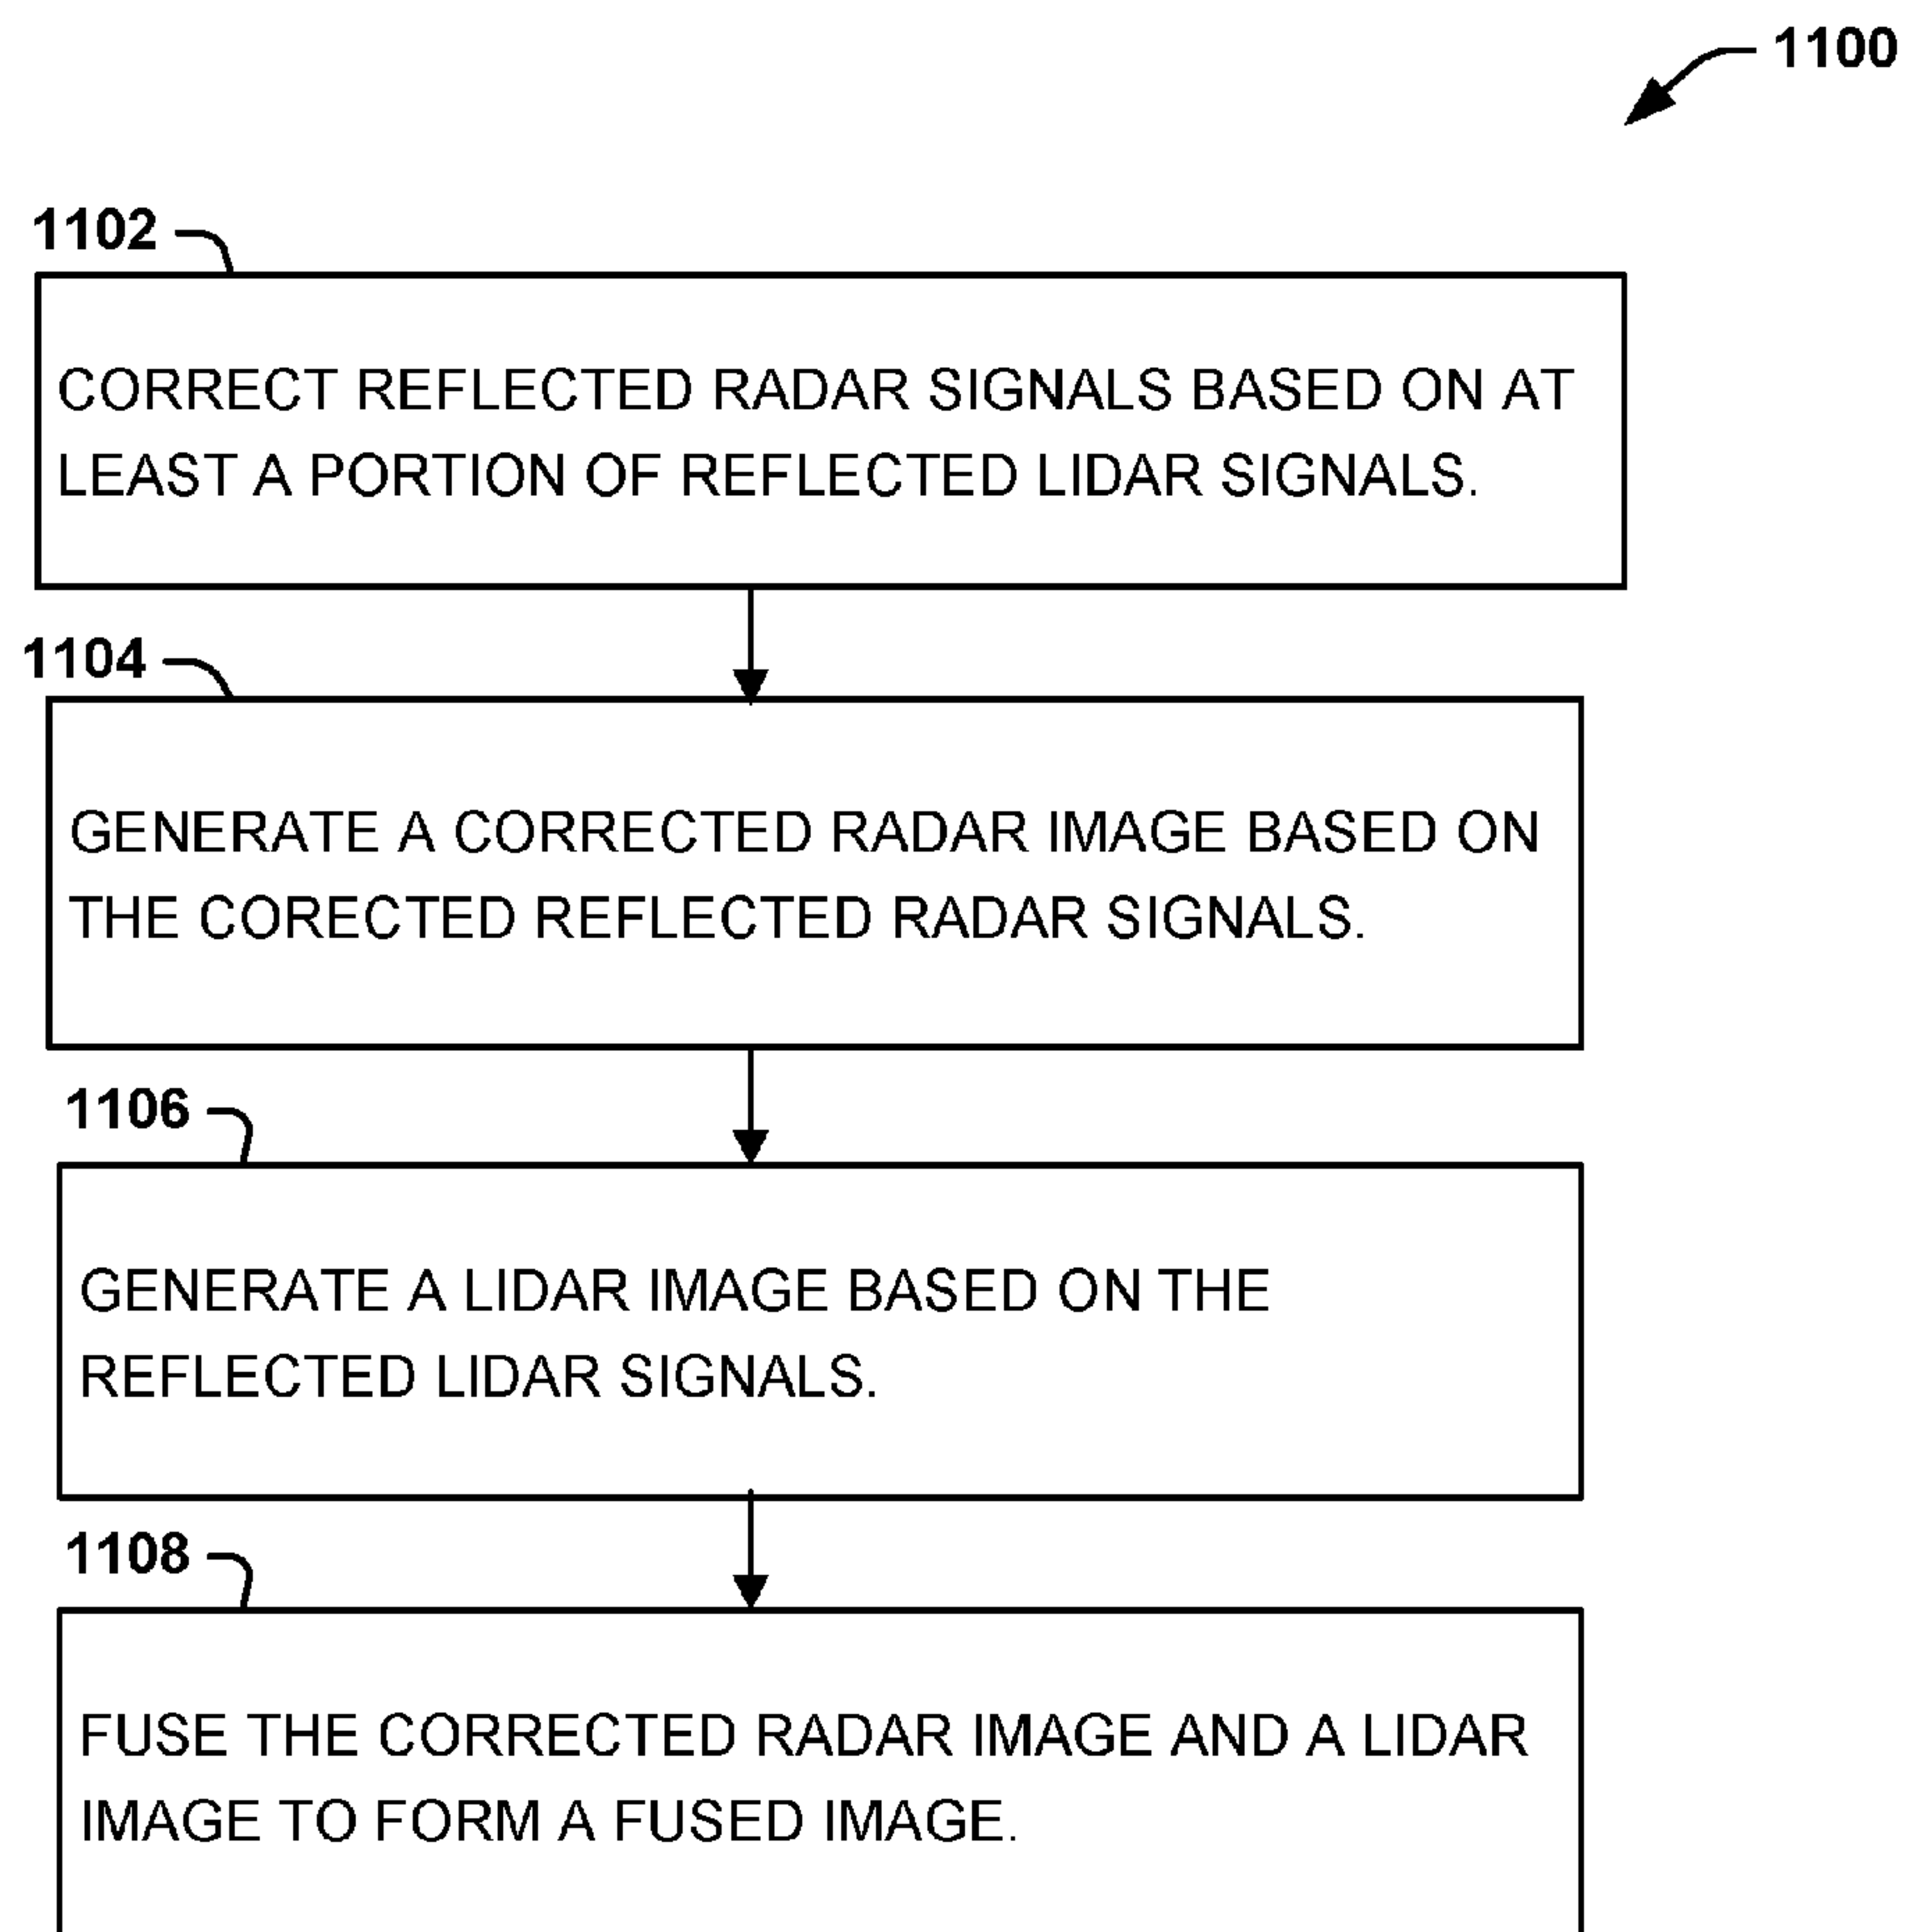 1100
1102
CORRECT REFLECTED RADAR SIGNALS BASED ON AT
LEAST A PORTION OF REFLECTED LIDAR SIGNALS.
1104
GENERATE A CORRECTED RADAR IMAGE BASED ON
THE CORECTED REFLECTED RADAR SIGNALS.
1106
GENERATE A LIDAR IMAGE BASED ON THE
REFLECTED LIDAR SIGNALS.
1108
FUSE THE CORRECTED RADAR IMAGE AND A LIDAR
IMAGE TO FORM A FUSED IMAGE.